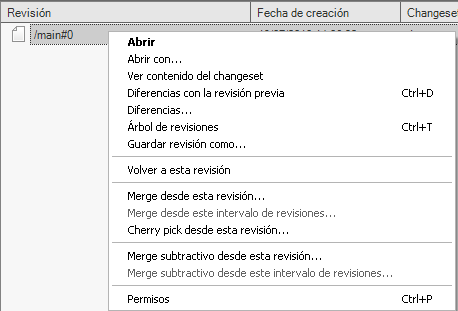 Revisión Fecha de creación Changeset
/main#0
Abrir
Abrir con...
Ver contenido del changeset
Diferencias con la revisión previa Ctrl+D
Diferencias...
Árbol de revisiones Ctrl+T
Guardar revisión como...
Volver a esta revisión
Merge desde esta revisión...
Merge desde este intervalo de revisiones...
Cherry pick desde esta revisión...
Merge subtractivo desde esta revisión...
Merge subtractivo desde este intervalo de revisiones...
Permisos Ctrl+P